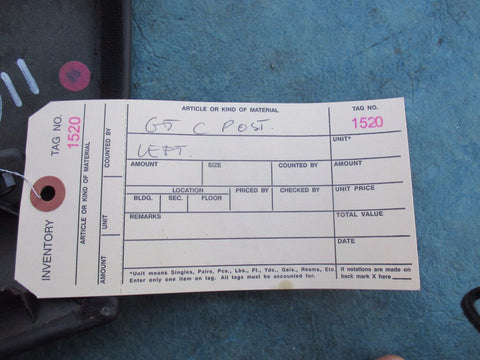 INVENTORY
TAG NO. 1520
ARTICLE OR KIND OF MATERIAL
AMOUNT UNIT COUNTED BY
ARTICLE OR KIND OF MATERIAL TAG NO.
GT C POST. 1520
LEFT. UNIT*
AMOUNT SIZE COUNTED BY AMOUNT
LOCATION PRICED BY CHECKED BY UNIT PRICE
BLDG. SEC. FLOOR
REMARKS TOTAL VALUE
DATE
*Unit means Singles, Pairs, Pcs., Lbs., Ft., Yds., Gals., Reams, Etc. If notations are made on
Enter only one item on tag. All tags must be accounted for. back mark X here